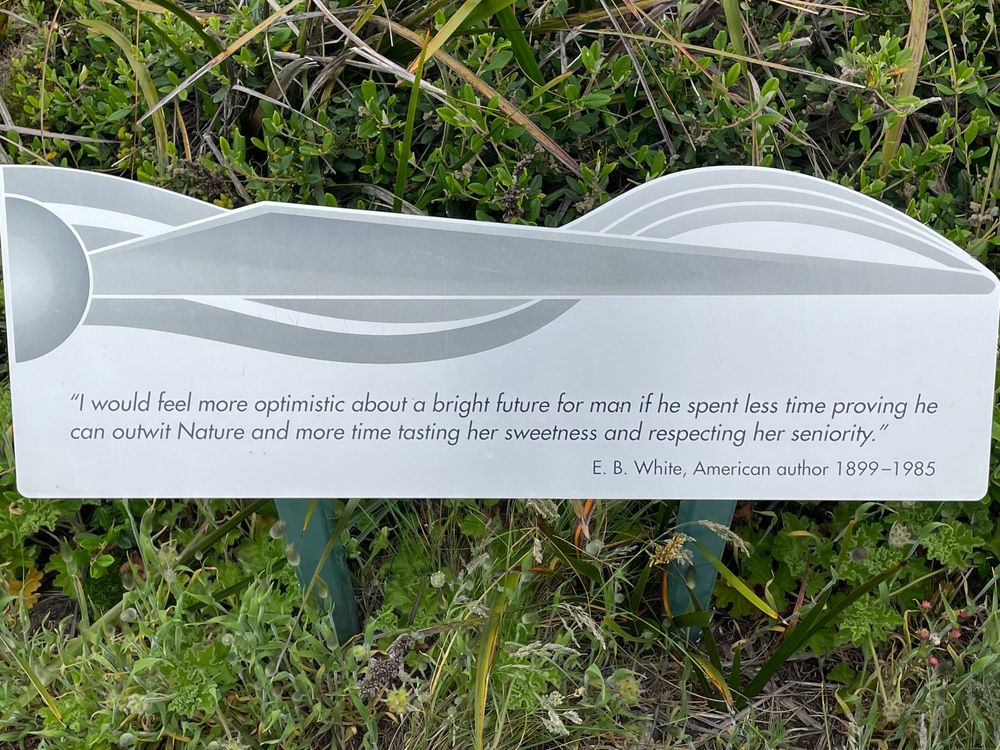 “I would feel more optimistic about a bright future for man if he spent less time proving he
can outwit Nature and more time tasting her sweetness and respecting her seniority.”
E. B. White, American author 1899–1985